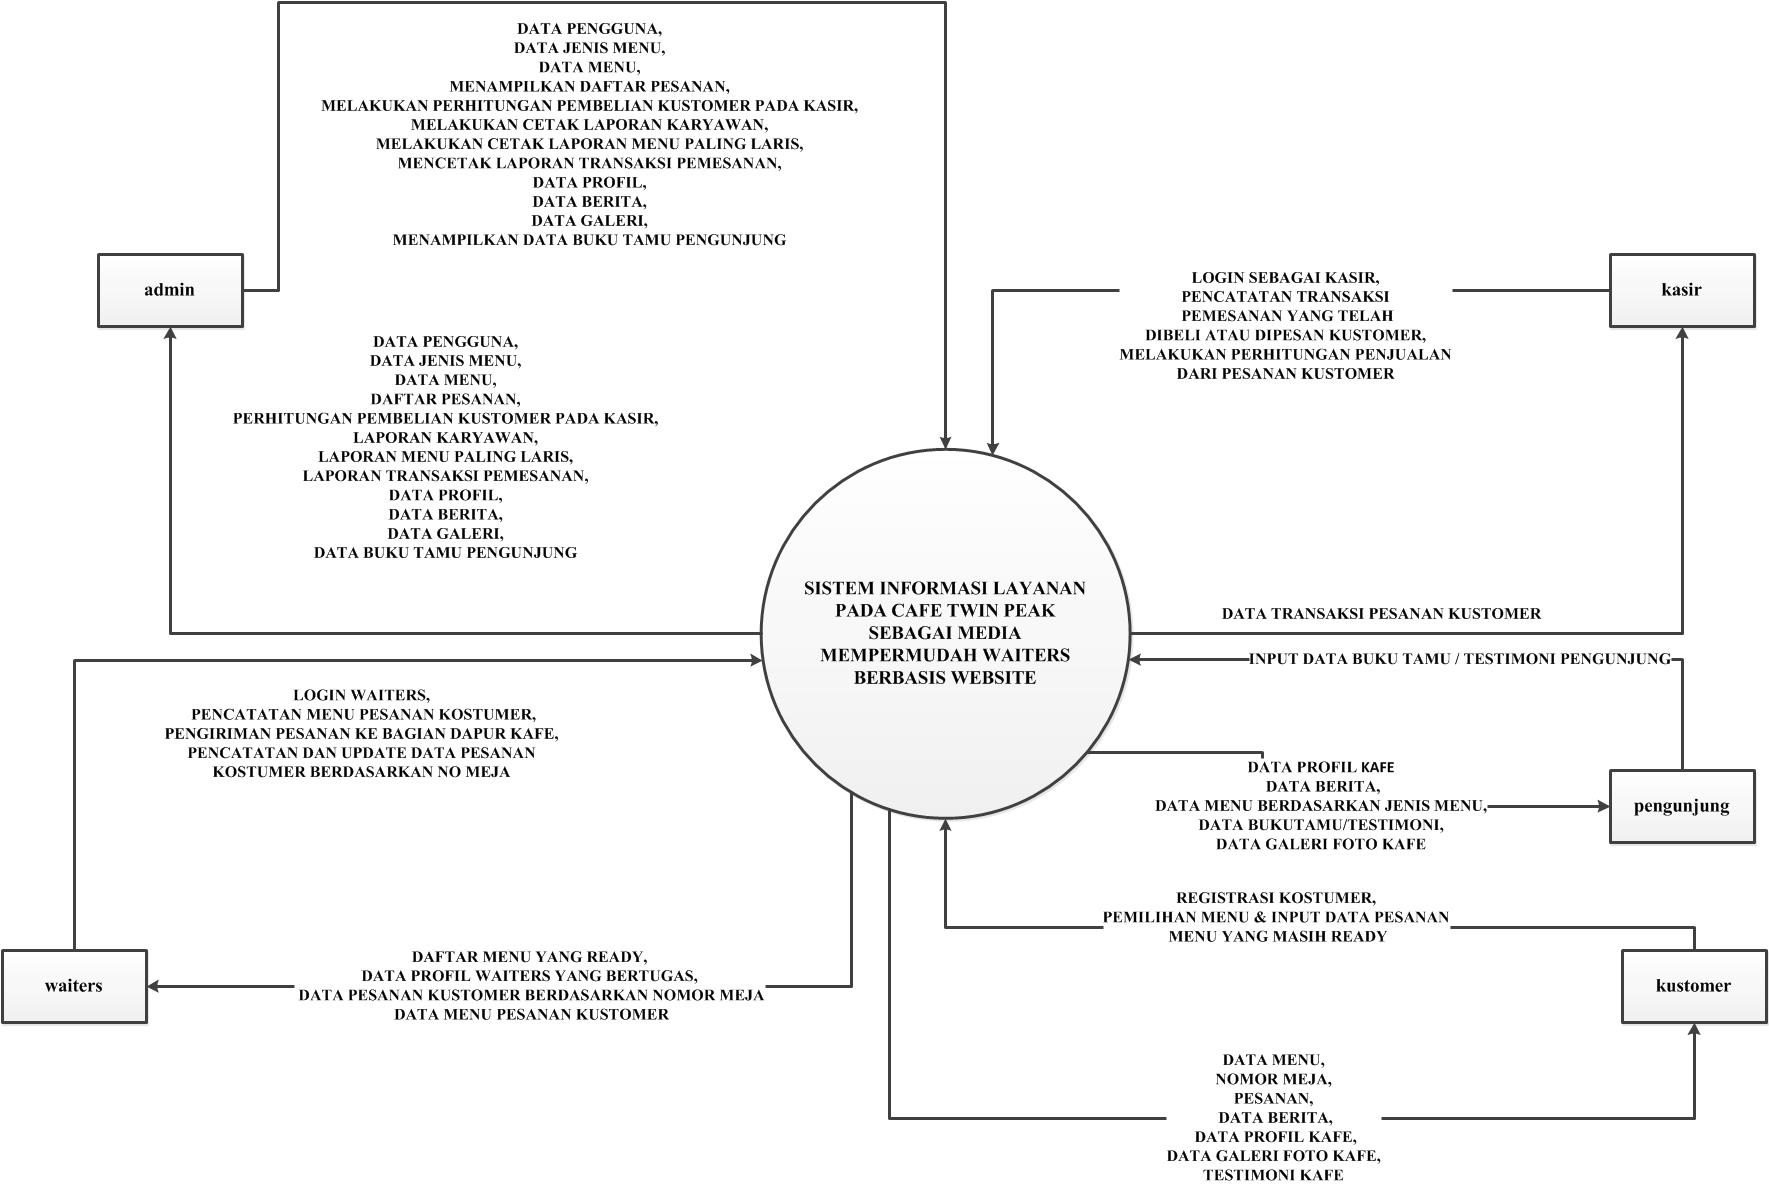 DATA PENGGUNA,
DATA JENIS MENU,
DATA MENU,
MENAMPILKAN DAFTAR PESANAN,
MELAKUKAN PERHITUNGAN PEMBELIAN KUSTOMER PADA KASIR,
MELAKUKAN CETAK LAPORAN KARYAWAN,
MELAKUKAN CETAK LAPORAN MENU PALING LARIS,
MENCETAK LAPORAN TRANSAKSI PEMESANAN,
DATA PROFIL,
DATA BERITA,
DATA GALERI,
MENAMPILKAN DATA BUKU TAMU PENGUNJUNG
admin
LOGIN SEBAGAI KASIR,
PENCATATAN TRANSAKSI
PEMESANAN YANG TELAH
DIBELI ATAU DIPESAN KUSTOMER,
MELAKUKAN PERHITUNGAN PENJUALAN
DARI PESANAN KUSTOMER
kasir
DATA PENGGUNA,
DATA JENIS MENU,
DATA MENU,
DAFTAR PESANAN,
PERHITUNGAN PEMBELIAN KUSTOMER PADA KASIR,
LAPORAN KARYAWAN,
LAPORAN MENU PALING LARIS,
LAPORAN TRANSAKSI PEMESANAN,
DATA PROFIL,
DATA BERITA,
DATA GALERI,
DATA BUKU TAMU PENGUNJUNG
SISTEM INFORMASI LAYANAN
PADA CAFE TWIN PEAK
SEBAGAI MEDIA
MEMPERMUDAH WAITERS
BERBASIS WEBSITE
DATA TRANSAKSI PESANAN KUSTOMER
INPUT DATA BUKU TAMU / TESTIMONI PENGUNJUNG
LOGIN WAITERS,
PENCATATAN MENU PESANAN KOSTUMER,
PENGIRIMAN PESANAN KE BAGIAN DAPUR KAFE,
PENCATATAN DAN UPDATE DATA PESANAN
KOSTUMER BERDASARKAN NO MEJA
DATA PROFIL KAFE
DATA BERITA,
DATA MENU BERDASARKAN JENIS MENU,
DATA BUKUTAMU/TESTIMONI,
DATA GALERI FOTO KAFE
pengunjung
REGISTRASI KOSTUMER,
PEMILIHAN MENU & INPUT DATA PESANAN
MENU YANG MASIH READY
waiters
DAFTAR MENU YANG READY,
DATA PROFIL WAITERS YANG BERTUGAS,
DATA PESANAN KUSTOMER BERDASARKAN NOMOR MEJA
DATA MENU PESANAN KUSTOMER
kustomer
DATA MENU,
NOMOR MEJA,
PESANAN,
DATA BERITA,
DATA PROFIL KAFE,
DATA GALERI FOTO KAFE,
TESTIMONI KAFE